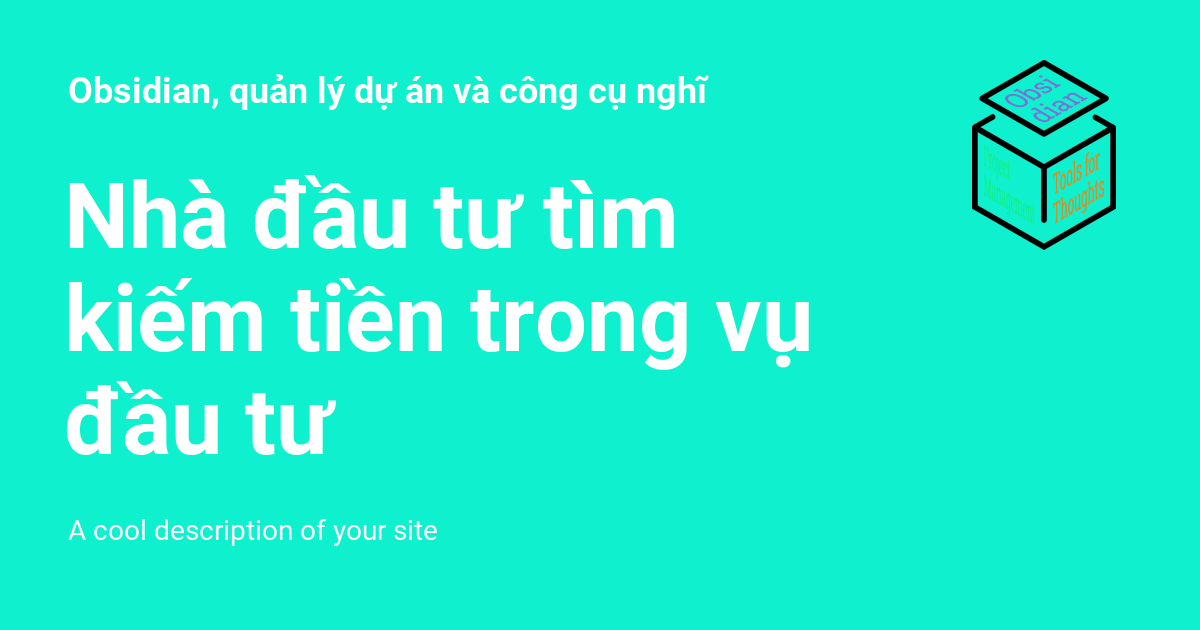 Obsidian, quản lý dự án và công cụ nghĩ
Obsi
dian
Project
Management
Tools for
Thoughts
Nhà đầu tư tìm
kiếm tiền trong vụ
đầu tư
A cool description of your site